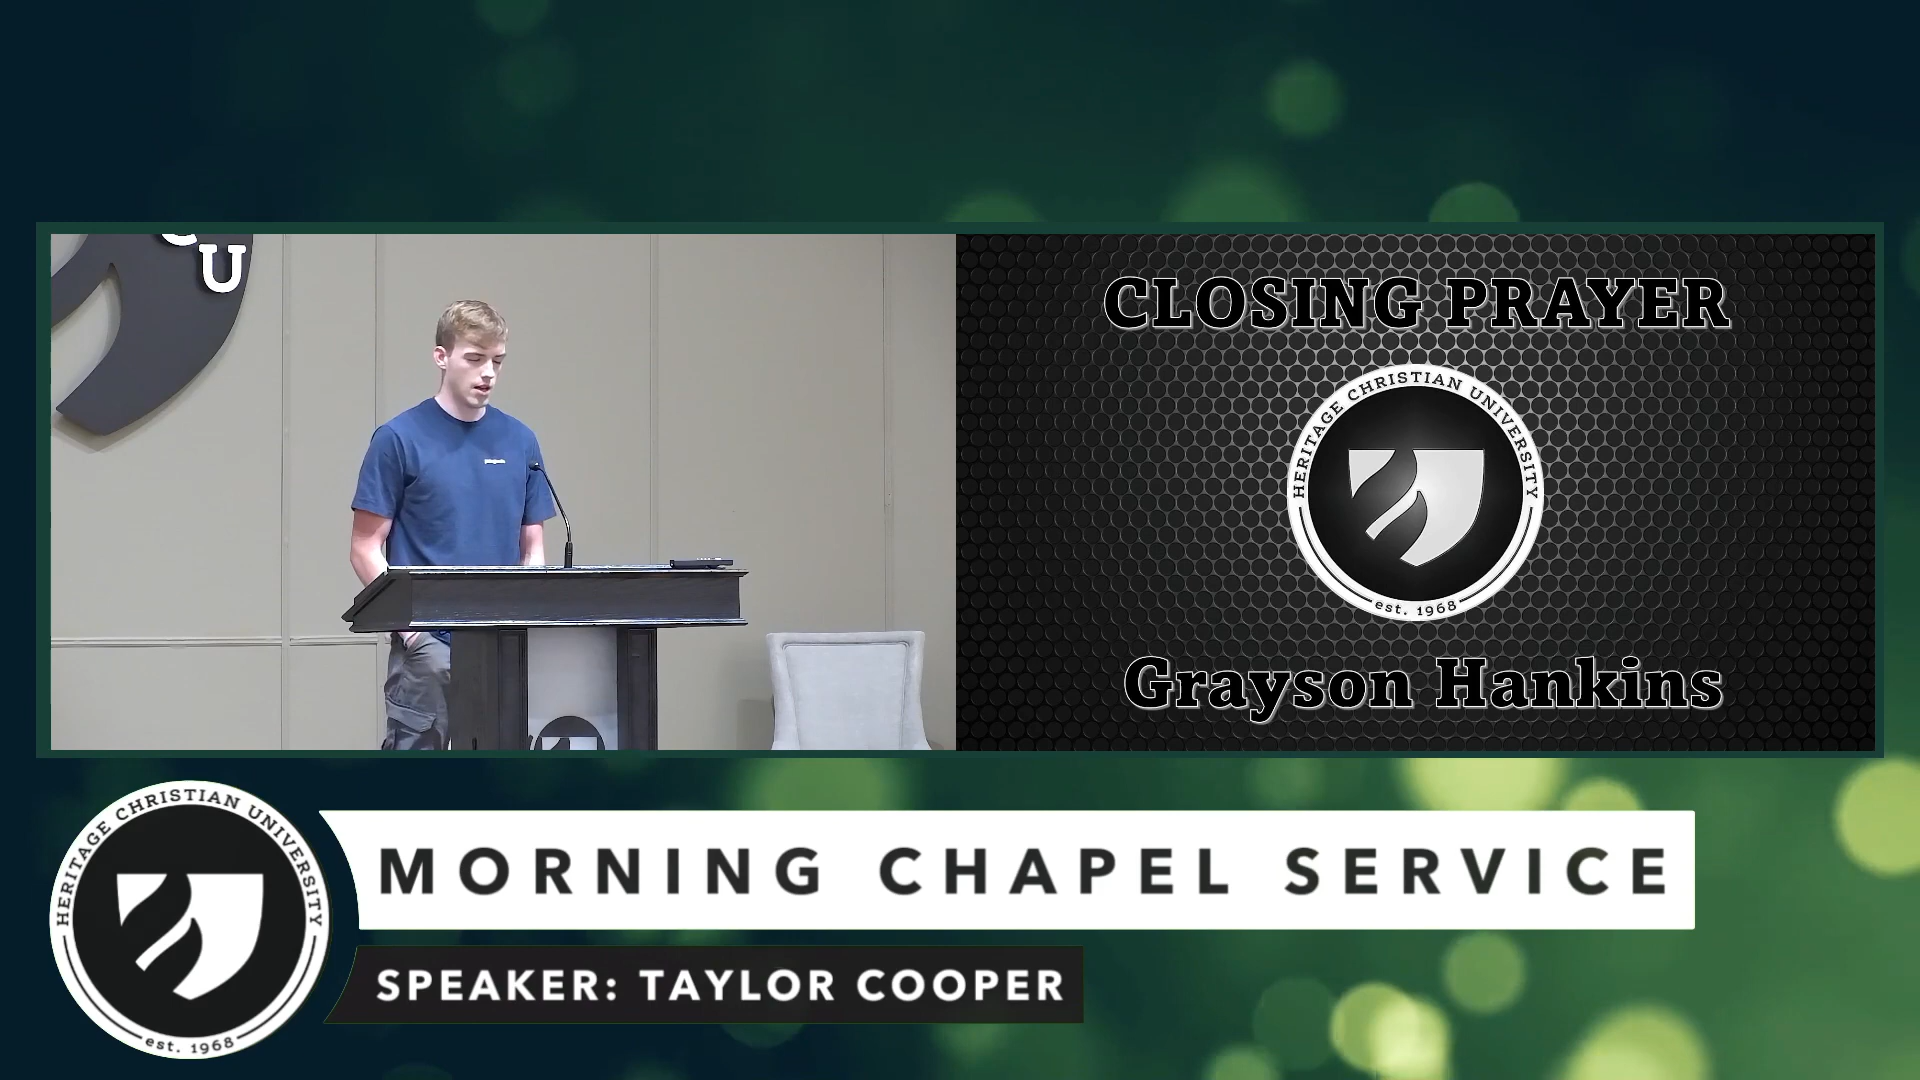 C
U
CLOSING PRAYER
HERITAGE CHRISTIAN UNIVERSITY
est. 1968
Grayson Hankins
HERITAGE CHRISTIAN UNIVERSITY
est. 1968
MORNING CHAPEL SERVICE
SPEAKER: TAYLOR COOPER